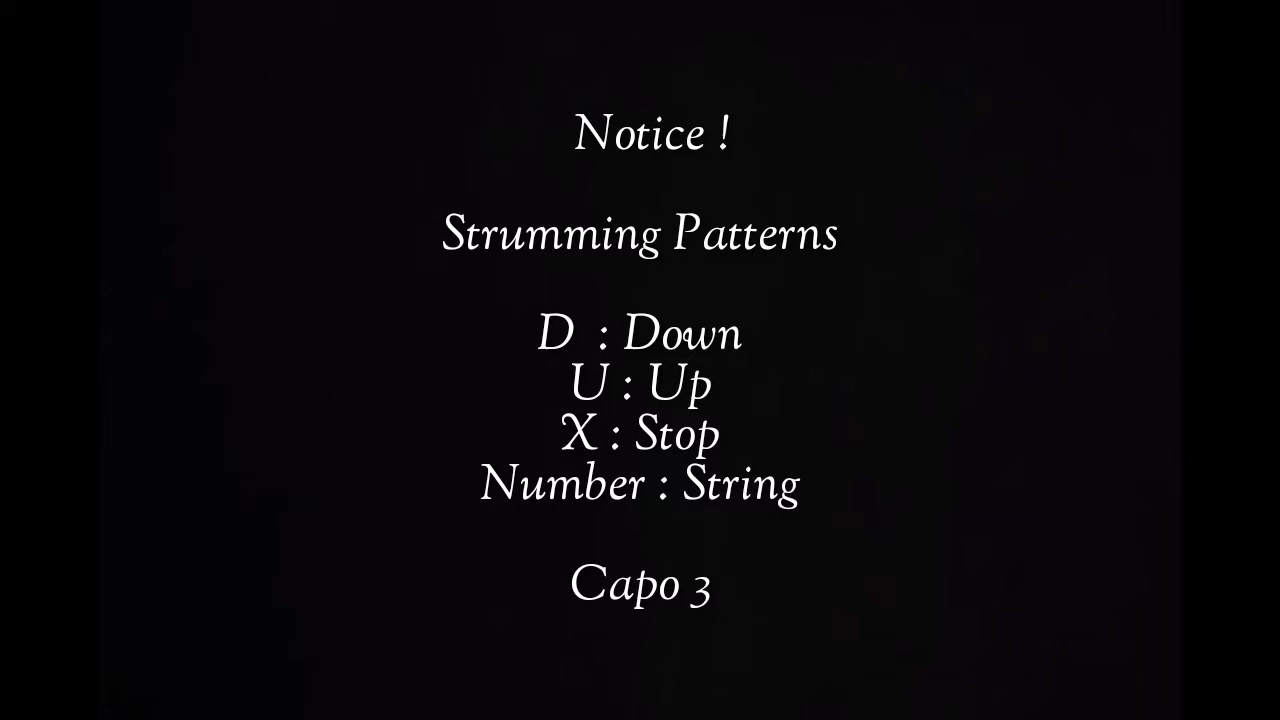 Notice !
Strumming Patterns
D : Down
U : Up
X : Stop
Number : String
Capo 3